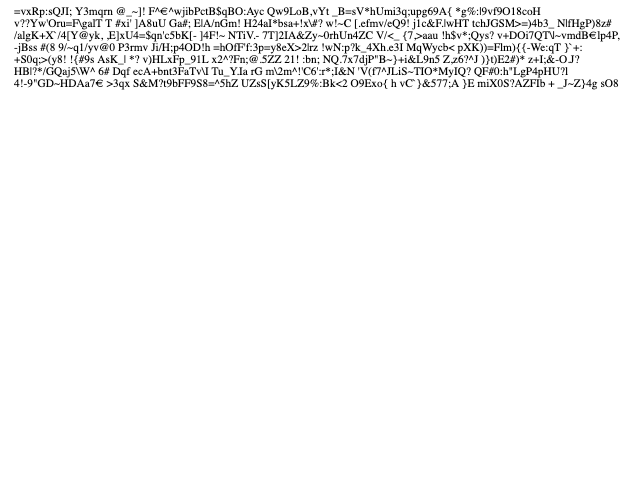 =vxRp:sQJI; Y3mqrn @_~]! F^€^wjibPctB$qBO:Ayc Qw9LoB,vYt _B=sV*hUmi3q;upg69A{ *g%:l9vf9O18coH
v??Yw'Oru=F\gaIT T #xi' ]A8uU Ga#; E|A/nGm! H24aI*bsa+!x\#? w!~C [.efmv/eQ9! j1c&F.lwHT tchJGSM>=)4b3_ N!fHgP)8z#
/algK+X`/4[Y@yk, ,E]xU4=$qn'c5bK[- ]4F!~ NTiV.- 7T]2IA&Zy~0rhUn4ZC V/<_ {7,>aau !h$v*;Qys? v+DOi7QT\|~vmdB€lp4P,
-jBss #(8 9/~q1/yv@0 P3rmv Ji/H;p4OD!h =hOfF'f:3p=y8eX>2lrz !wN:p?k_4Xh.e3I MqWycb< pXK))=Flm){{-We:qT }`+:
+S0q;>(y8! !{#9s AsK_| *? v)HLxFp_91L x2^?Fn;@.5ZZ 21! :bn; NQ.7x7djP"B~}+i&L9n5 Z,z6?^J )}t)E2#)* z+I;&-O.J?
HB|?*/GQaj5\W^ 6# Dqf ecA+bnt3FaTv\I Tu_Y.Ia rG m\2m^!'C6':r*;I&N 'V(f7^JLiS~TIO*MyIQ? QF#0:h"LgP4pHU?l
4!-9"GD~HDAa7€ >3qx S&M?t9bFF9S8=^5hZ UZsS[yK5LZ9%:Bk<2 O9Exo{ h vC`}&577;A }E miX0S?AZFIb + _J~Z}4g sO8